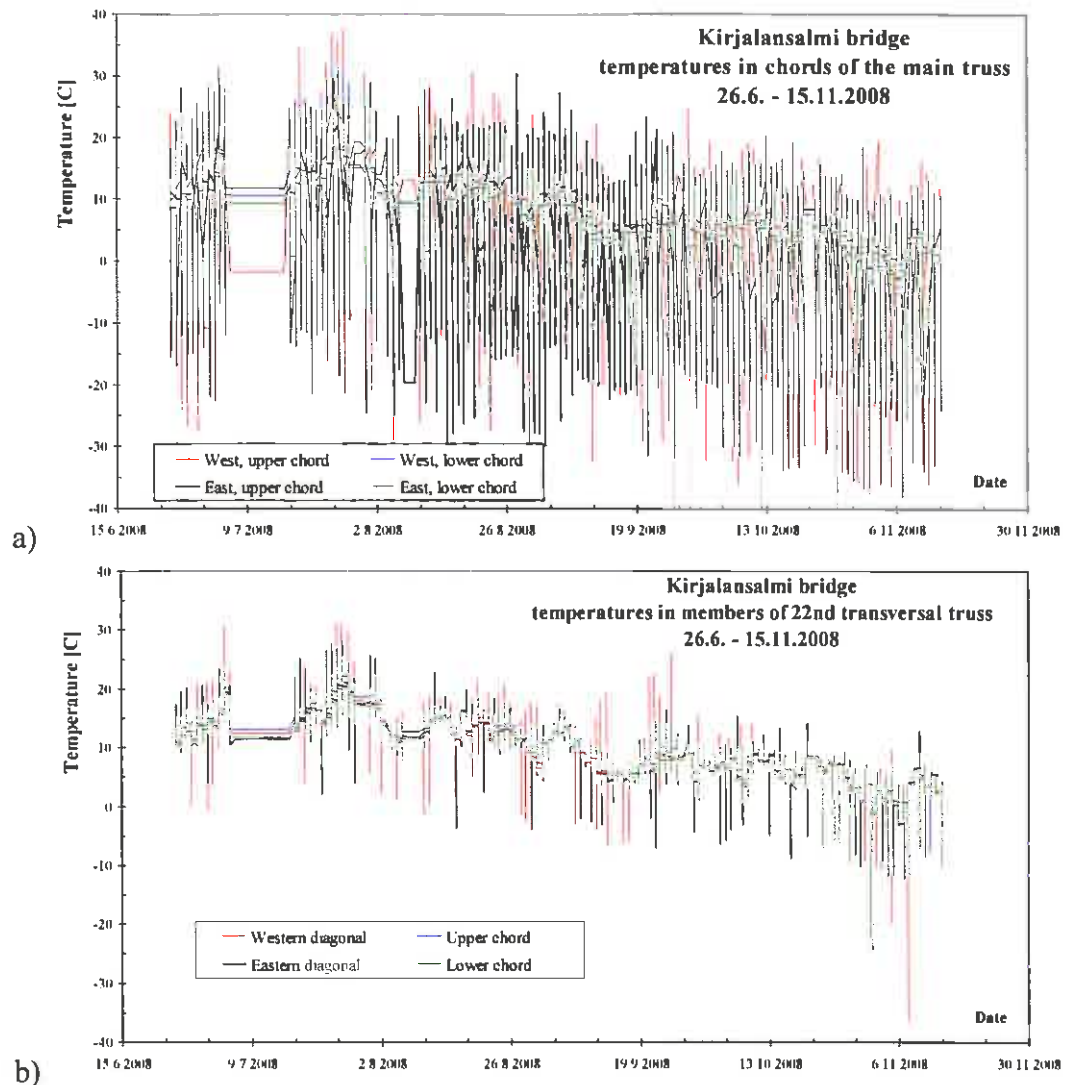 Kirjalansalmi bridge
temperatures in chords of the main truss
26.6. - 15.11.2008
Temperature [C]
40
30
20
10
0
-10
-20
-30
-40
West, upper chord
West, lower chord
East, upper chord
East, lower chord
Date
15 6 2008
9 7 2008
2 8 2008
26 8 2008
19 9 2008
13 10 2008
6 11 2008
30 11 2008
a)
Kirjalansalmi bridge
temperatures in members of 22nd transversal truss
26.6. - 15.11.2008
Temperature [C]
40
30
20
10
0
-10
-20
-30
-40
Western diagonal
Upper chord
Eastern diagonal
Lower chord
Date
15 6 2008
9 7 2008
2 8 2008
26 8 2008
19 9 2008
13 10 2008
6 11 2008
30 11 2008
b)